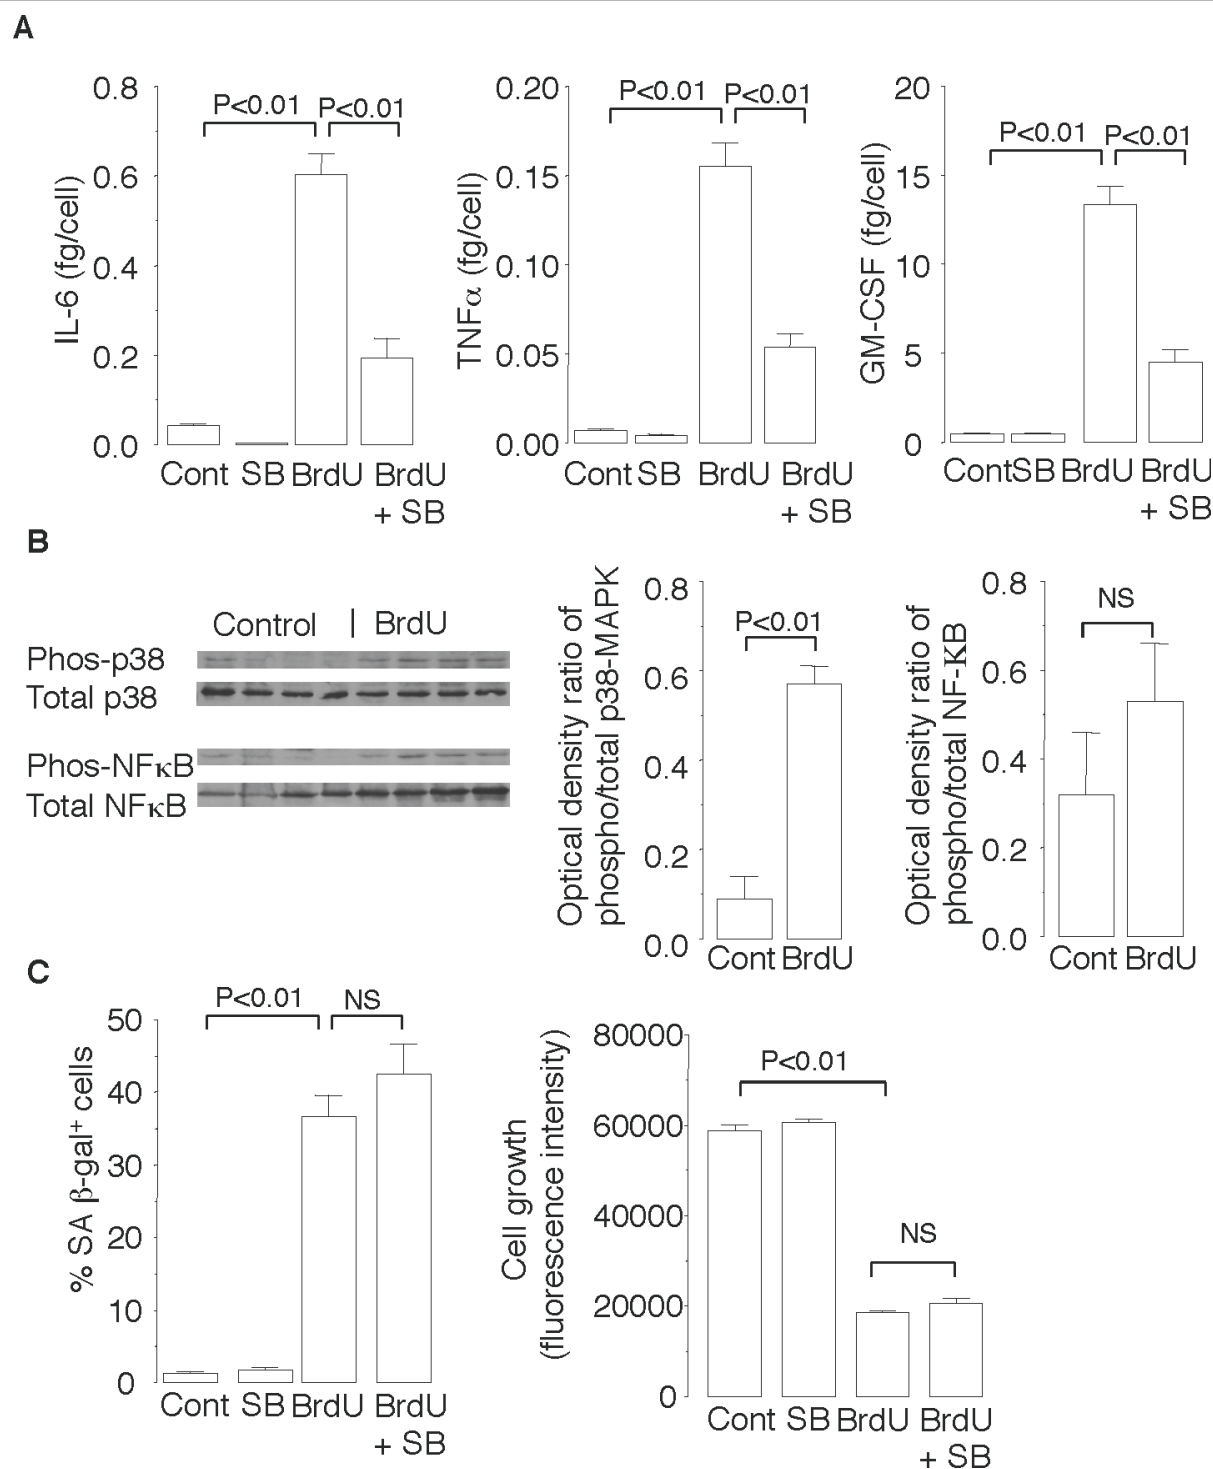 A
0.8
0.6
0.4
0.2
0.0
IL-6 (fg/cell)
P<0.01
P<0.01
Cont SB BrdU BrdU
+ SB
0.20
0.15
0.10
0.05
0.00
TNFα (fg/cell)
P<0.01
P<0.01
Cont SB BrdU BrdU
+ SB
20
15
10
5
0
GM-CSF (fg/cell)
P<0.01
P<0.01
Cont SB BrdU BrdU
+ SB
B
Control | BrdU
Phos-p38
Total p38
Phos-NFκB
Total NFκB
Optical density ratio of
phospho/total p38-MAPK
0.8
0.6
0.4
0.2
0.0
P<0.01
Cont BrdU
Optical density ratio of
phospho/total NF-κB
0.8
0.6
0.4
0.2
0.0
NS
Cont BrdU
C
% SA β-gal+ cells
50
40
30
20
10
0
P<0.01
NS
Cont SB BrdU BrdU
+ SB
Cell growth
(fluorescence intensity)
80000
60000
40000
20000
0
P<0.01
NS
Cont SB BrdU BrdU
+ SB